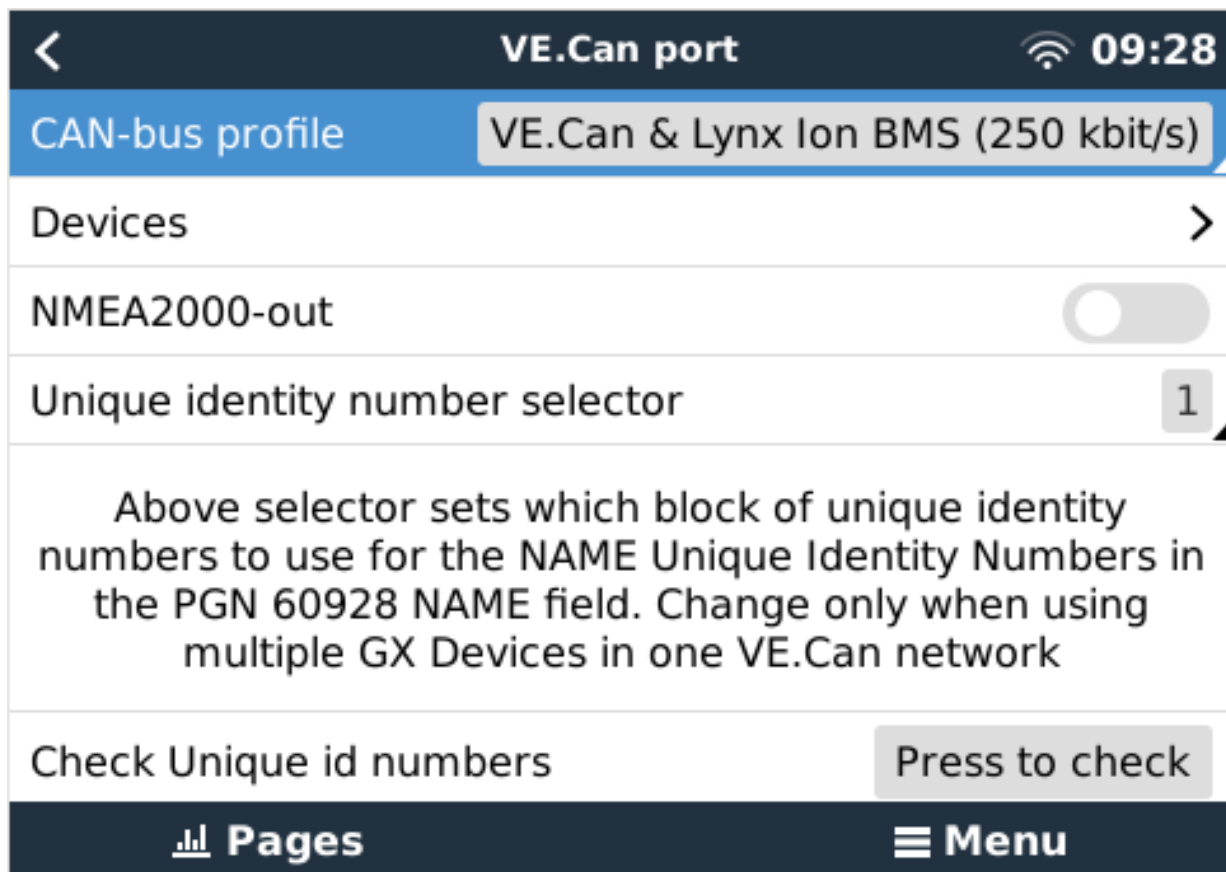 VE.Can port 09:28
CAN-bus profile VE.Can & Lynx Ion BMS (250 kbit/s)
Devices
NMEA2000-out
Unique identity number selector 1
Above selector sets which block of unique identity
numbers to use for the NAME Unique Identity Numbers in
the PGN 60928 NAME field. Change only when using
multiple GX Devices in one VE.Can network
Check Unique id numbers Press to check
Pages Menu